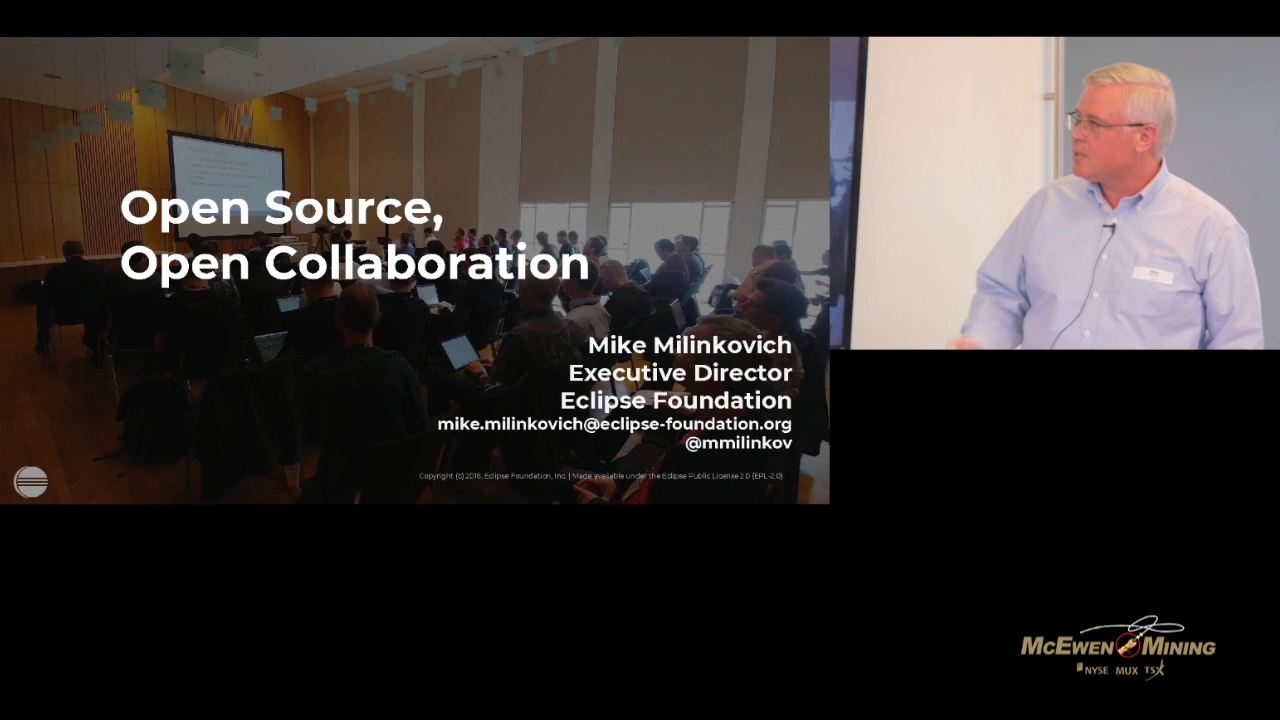 Open Source,
Open Collaboration
Mike Milinkovich
Executive Director
Eclipse Foundation
mike.milinkovich@eclipse-foundation.org
@mmilinkov
Copyright (c) 2018, Eclipse Foundation, Inc. | Made available under the Eclipse Public License 2.0 (EPL-2.0)
McEwen Mining
NYSE MUX TSX